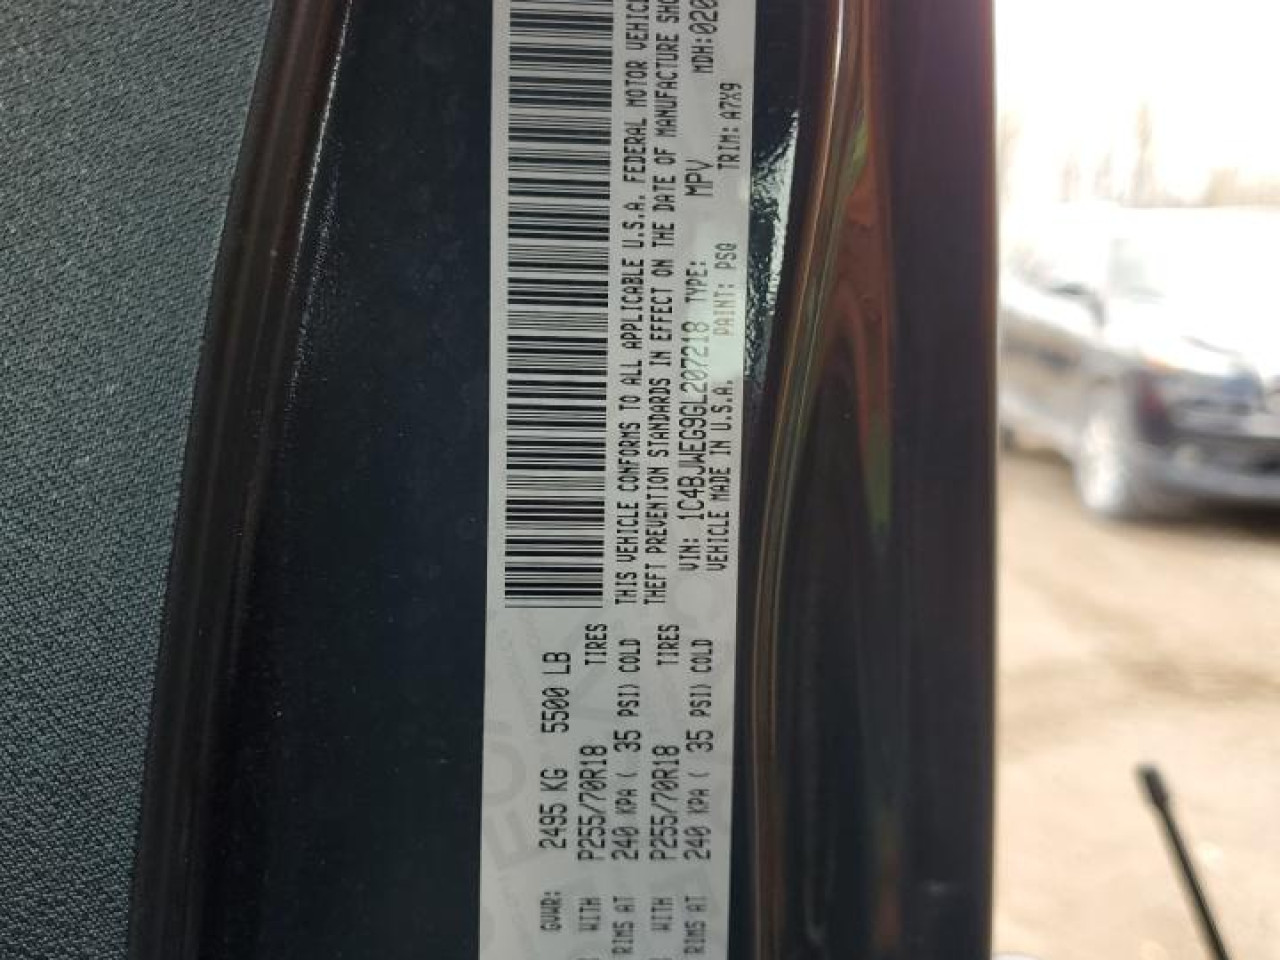 GVWR: 2495 KG 5500 LB
WITH P255/70R18 TIRES
RIMS AT 240 KPA ( 35 PSI) COLD
WITH P255/70R18 TIRES
RIMS AT 240 KPA ( 35 PSI) COLD
THIS VEHICLE CONFORMS TO ALL APPLICABLE U.S.A. FEDERAL MOTOR
THEFT PREVENTION STANDARDS IN EFFECT ON THE DATE OF MANUFACTURE
VIN: 1C4BJWEG9GL207218 TYPE: MPV MDH:020
VEHICLE MADE IN U.S.A. PAINT: PSQ TRIM: A7X9